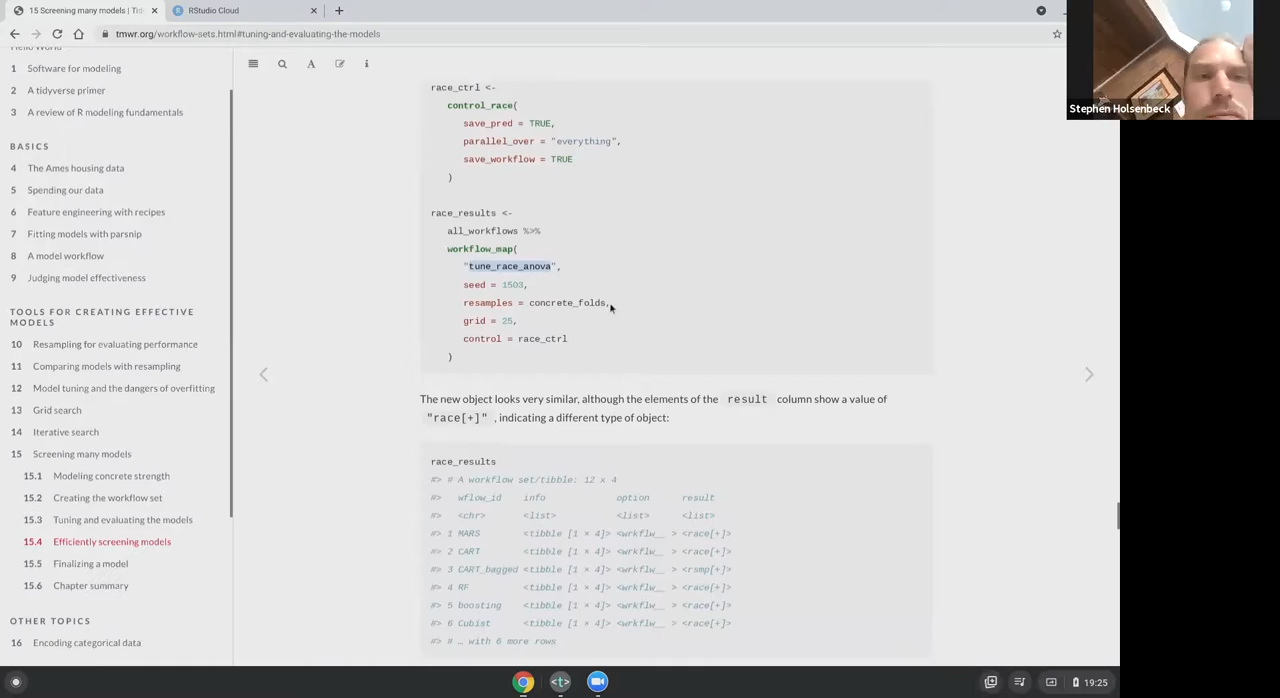 15 Screening many models | Tid
RStudio Cloud
tmwr.org/workflow-sets.html#tuning-and-evaluating-the-models
Hello World
1 Software for modeling
2 A tidyverse primer
3 A review of R modeling fundamentals
BASICS
4 The Ames housing data
5 Spending our data
6 Feature engineering with recipes
7 Fitting models with parsnip
8 A model workflow
9 Judging model effectiveness
TOOLS FOR CREATING EFFECTIVE
MODELS
10 Resampling for evaluating performance
11 Comparing models with resampling
12 Model tuning and the dangers of overfitting
13 Grid search
14 Iterative search
15 Screening many models
15.1 Modeling concrete strength
15.2 Creating the workflow set
15.3 Tuning and evaluating the models
15.4 Efficiently screening models
15.5 Finalizing a model
15.6 Chapter summary
OTHER TOPICS
16 Encoding categorical data
race_ctrl <-
control_race(
save_pred = TRUE,
parallel_over = "everything",
save_workflow = TRUE
)
race_results <-
all_workflows %>%
workflow_map(
"tune_race_anova",
seed = 1503,
resamples = concrete_folds,
grid = 25,
control = race_ctrl
)
The new object looks very similar, although the elements of the result column show a value of
"race[+]" , indicating a different type of object:
race_results
#> # A workflow set/tibble: 12 × 4
#> wflow_id info option result
#> <chr> <list> <list> <list>
#> 1 MARS <tibble [1 × 4]> <wrkflw__ > <race[+]>
#> 2 CART <tibble [1 × 4]> <wrkflw__ > <race[+]>
#> 3 CART_bagged <tibble [1 × 4]> <wrkflw__ > <rsmp[+]>
#> 4 RF <tibble [1 × 4]> <wrkflw__ > <race[+]>
#> 5 boosting <tibble [1 × 4]> <wrkflw__ > <race[+]>
#> 6 Cubist <tibble [1 × 4]> <wrkflw__ > <race[+]>
#> # … with 6 more rows
Stephen Holsenbeck
<t>
19:25